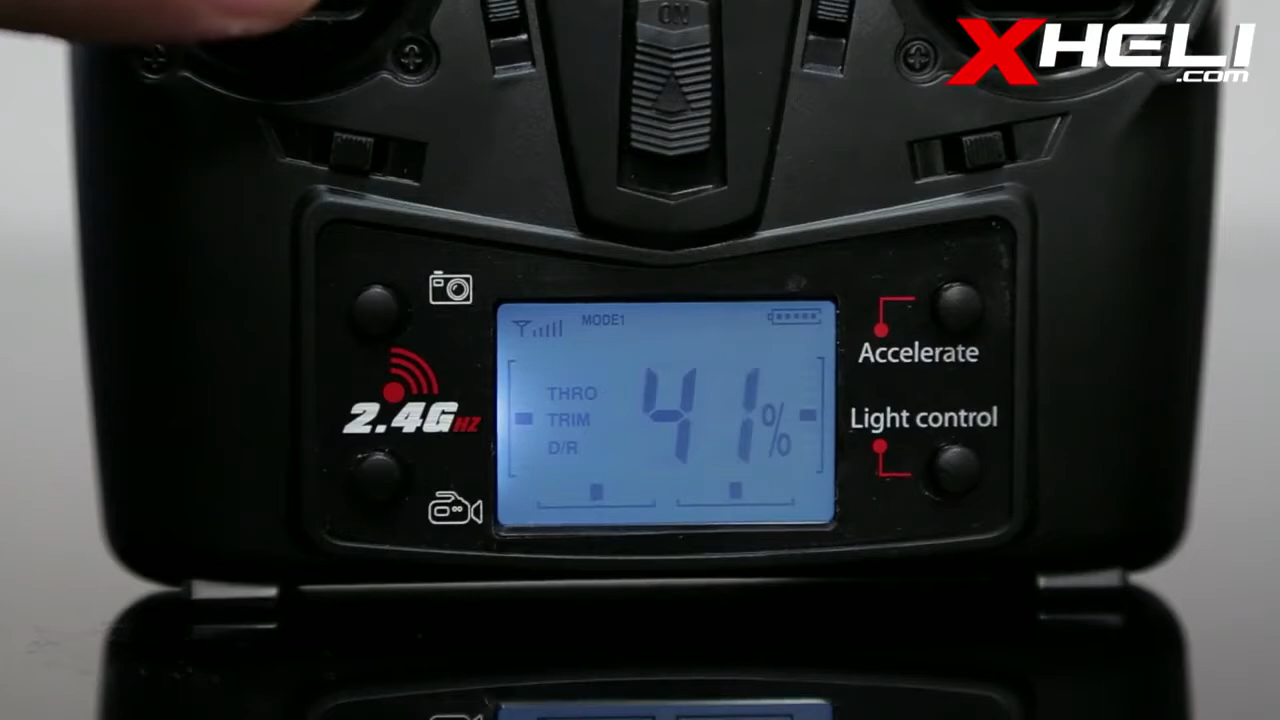 ON
XHELI
.com
MODE1
THRO
TRIM
D/R
41%
Accelerate
Light control
2.4GHZ